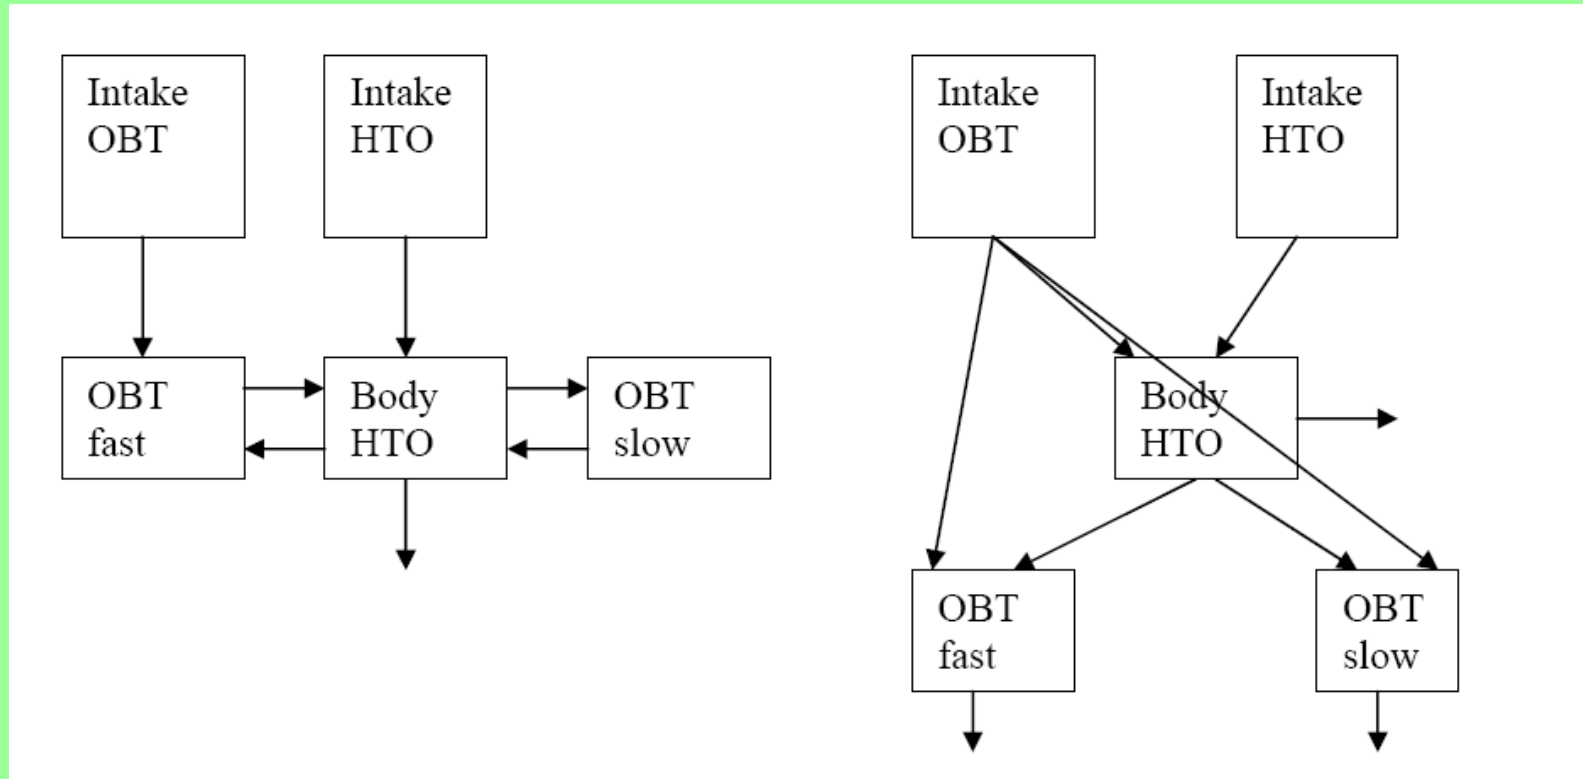 Intake
OBT
Intake
HTO
OBT
fast
Body
HTO
OBT
slow
Intake
OBT
Intake
HTO
Body
HTO
OBT
fast
OBT
slow